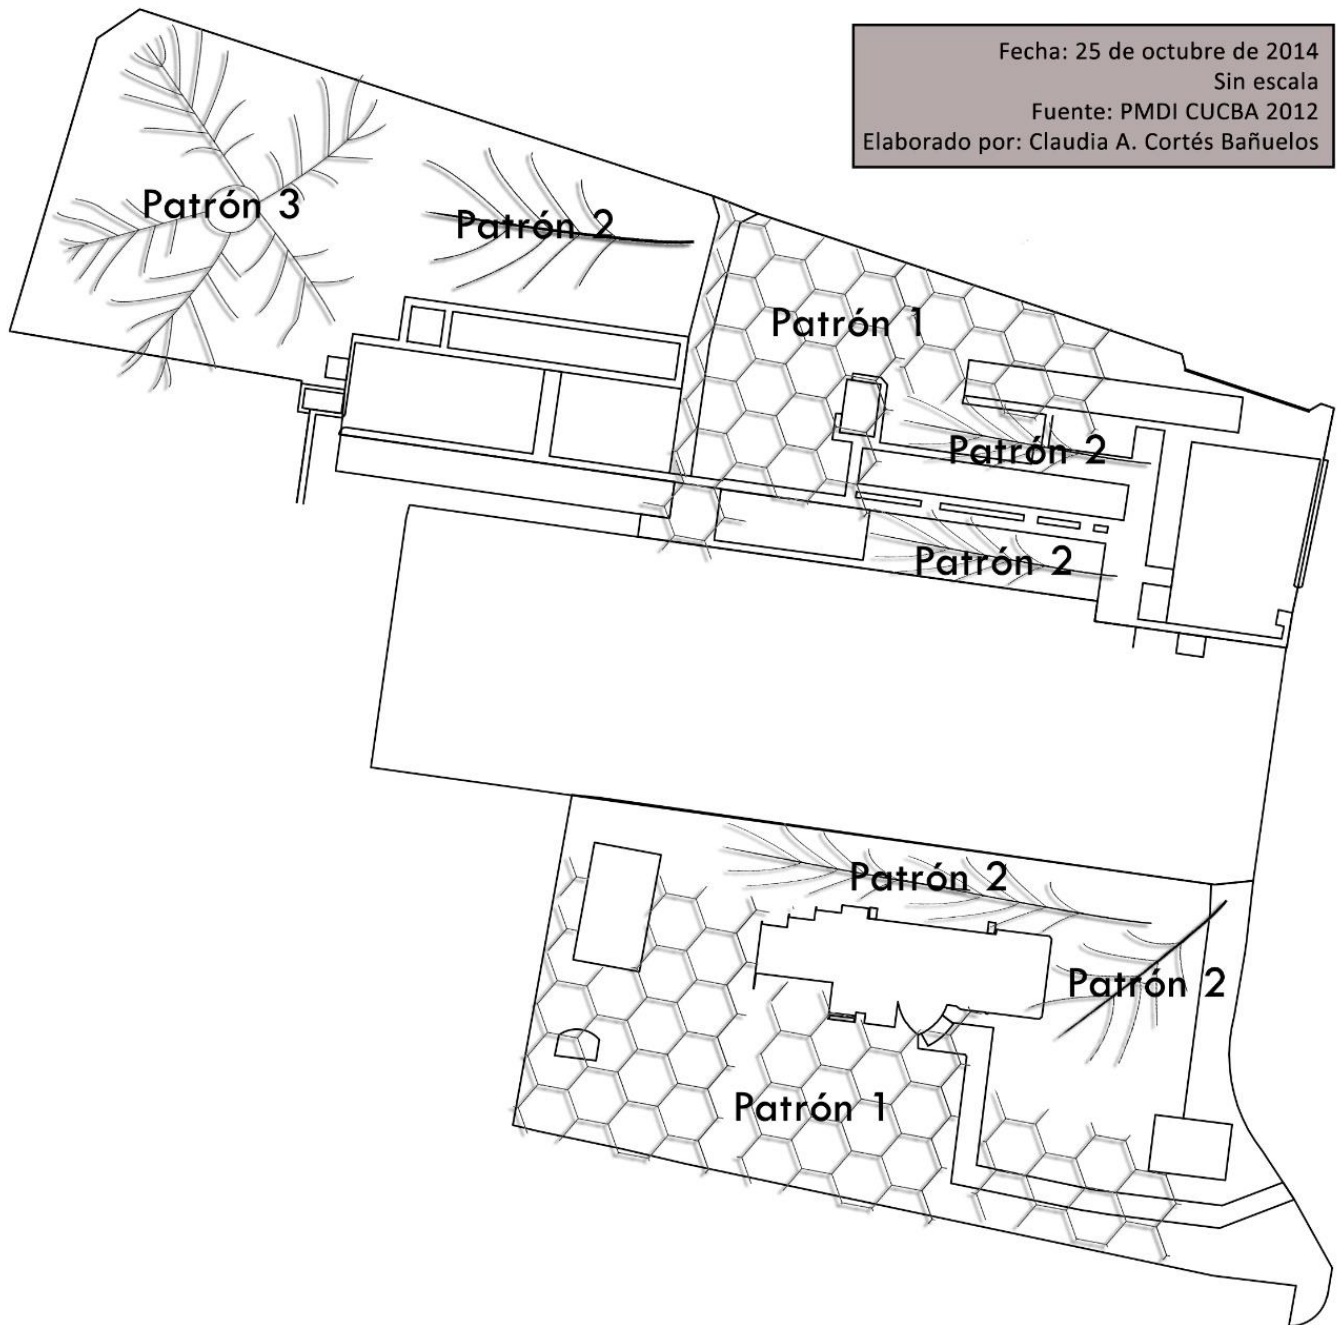 Fecha: 25 de octubre de 2014
Sin escala
Fuente: PMDI CUCBA 2012
Elaborado por: Claudia A. Cortés Bañuelos
Patrón 3
Patrón 2
Patrón 1
Patrón 2
Patrón 2
Patrón 2
Patrón 2
Patrón 1